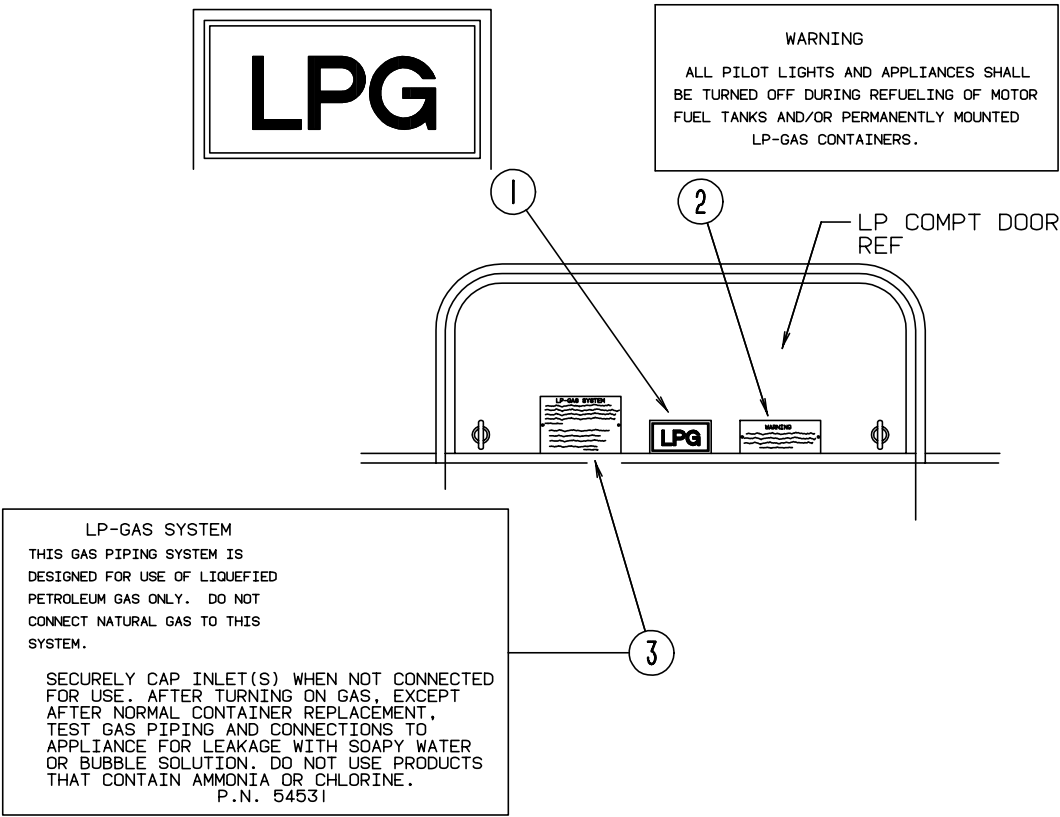 LPG
WARNING
ALL PILOT LIGHTS AND APPLIANCES SHALL
BE TURNED OFF DURING REFUELING OF MOTOR
FUEL TANKS AND/OR PERMANENTLY MOUNTED
LP-GAS CONTAINERS.
1
2
LP COMPT DOOR
REF
LP-GAS SYSTEM
LPG
WARNING
LP-GAS SYSTEM
THIS GAS PIPING SYSTEM IS
DESIGNED FOR USE OF LIQUEFIED
PETROLEUM GAS ONLY. DO NOT
CONNECT NATURAL GAS TO THIS
SYSTEM.
3
SECURELY CAP INLET(S) WHEN NOT CONNECTED
FOR USE. AFTER TURNING ON GAS, EXCEPT
AFTER NORMAL CONTAINER REPLACEMENT,
TEST GAS PIPING AND CONNECTIONS TO
APPLIANCE FOR LEAKAGE WITH SOAPY WATER
OR BUBBLE SOLUTION. DO NOT USE PRODUCTS
THAT CONTAIN AMMONIA OR CHLORINE.
P.N. 54531